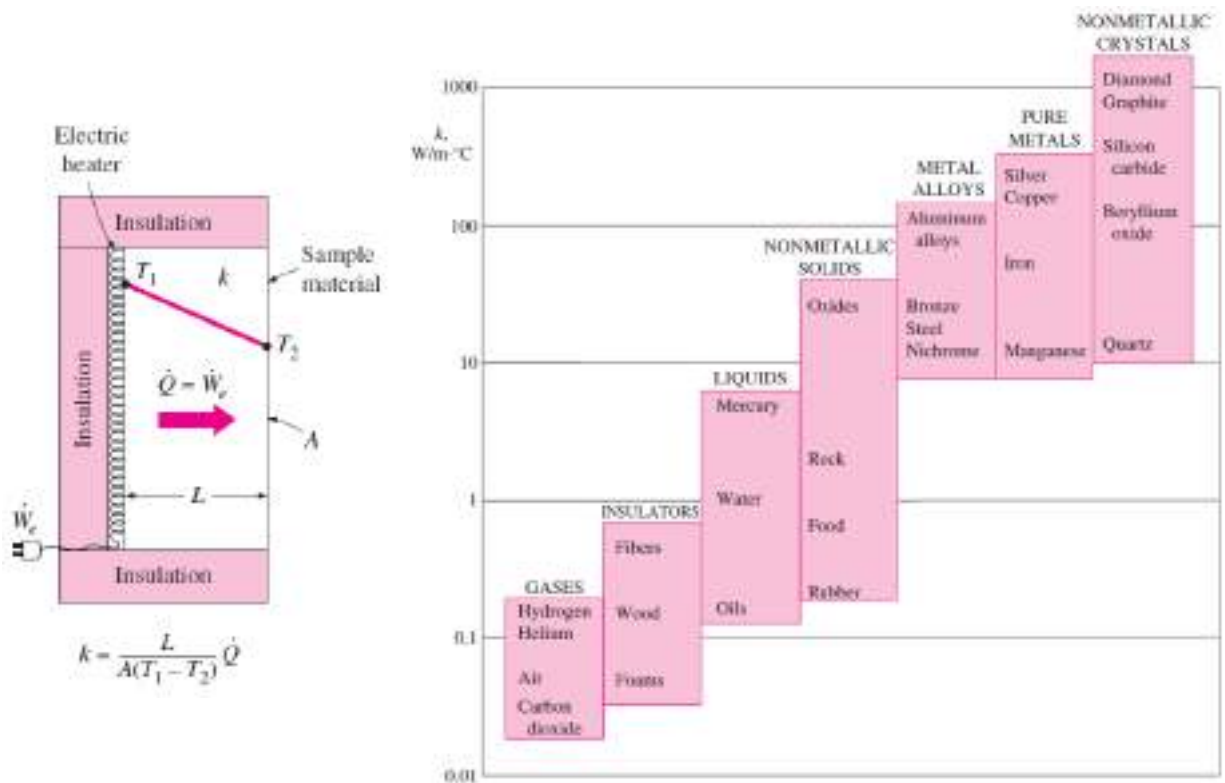 Electric
heater
Insulation
T1
k
Sample
material
T2
Insulation
Q̇ = Ẇe
A
L
Ẇe
Insulation
k = L / A(T1 − T2) Q̇
1000
k,
W/m·°C
100
10
1
0.1
0.01
GASES
Hydrogen
Helium
Air
Carbon
dioxide
INSULATORS
Fibers
Wood
Foams
LIQUIDS
Mercury
Water
Oils
NONMETALLIC
SOLIDS
Oxides
Rock
Food
Rubber
METAL
ALLOYS
Aluminum
alloys
Bronze
Steel
Nichrome
PURE
METALS
Silver
Copper
Iron
Manganese
NONMETALLIC
CRYSTALS
Diamond
Graphite
Silicon
carbide
Beryllium
oxide
Quartz